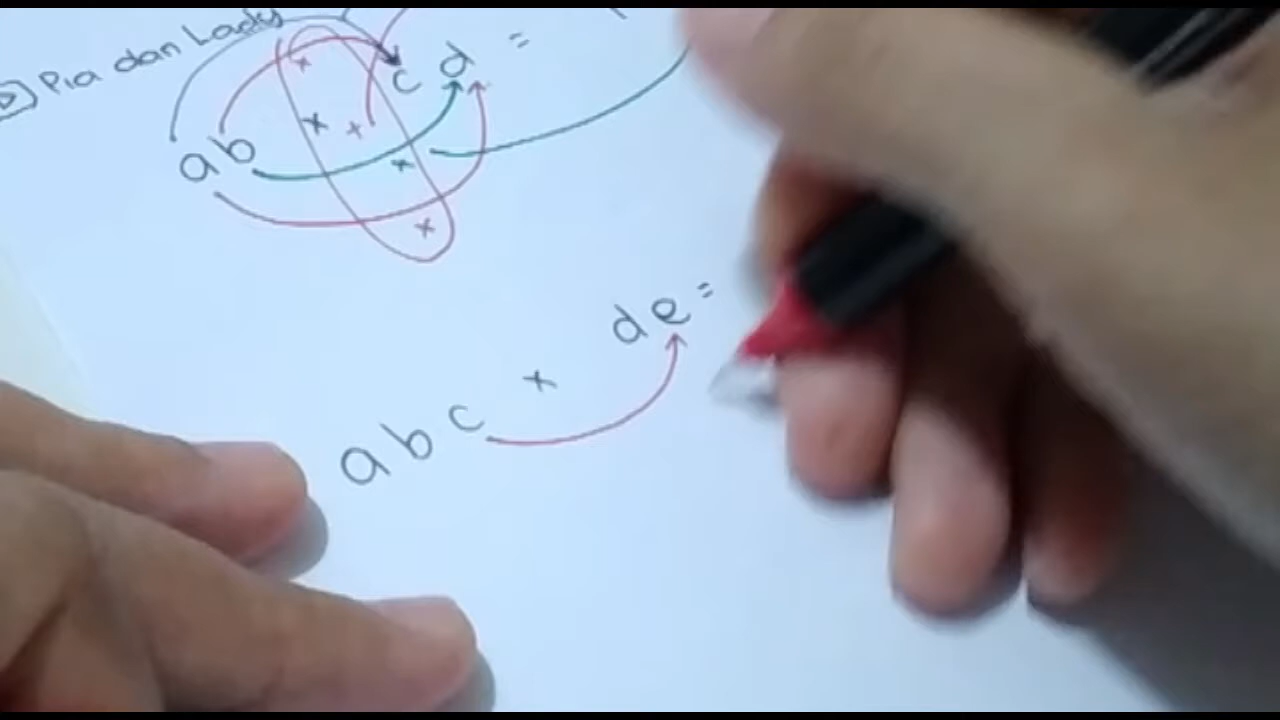 Pia dan Lady
ab x cd =
x
+
x
x
abc x de =